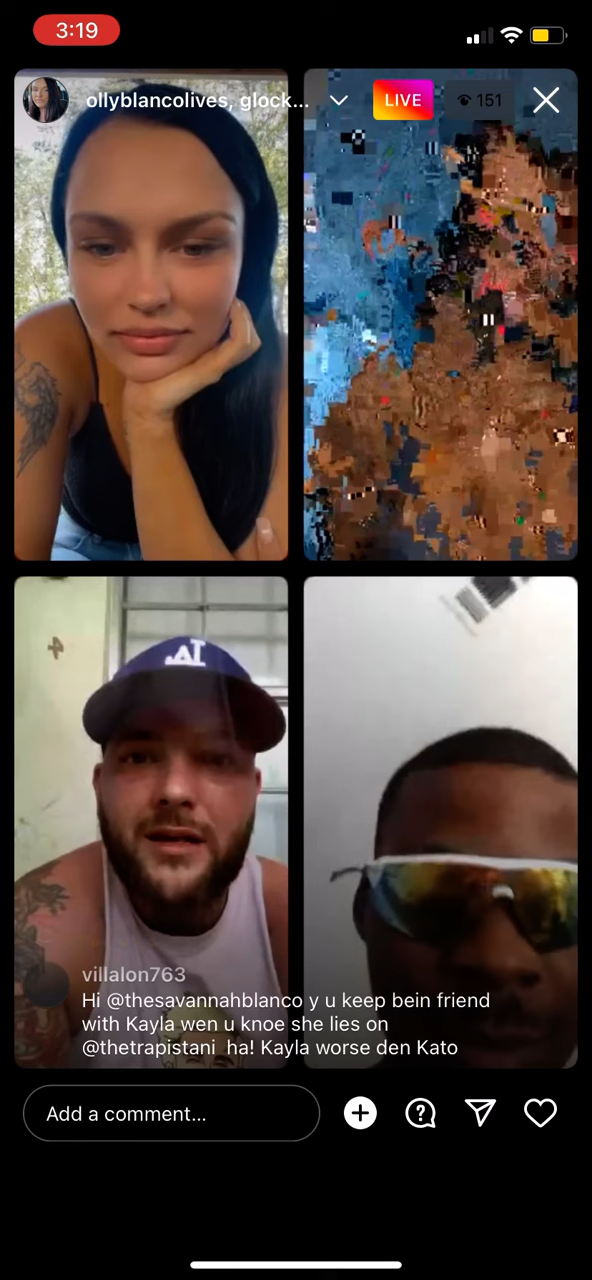 3:19
ollyblancolives, glock...
LIVE
151
villalon763
Hi @thesavannahblanco y u keep bein friend
with Kayla wen u knoe she lies on
@thetrapistani ha! Kayla worse den Kato
Add a comment...